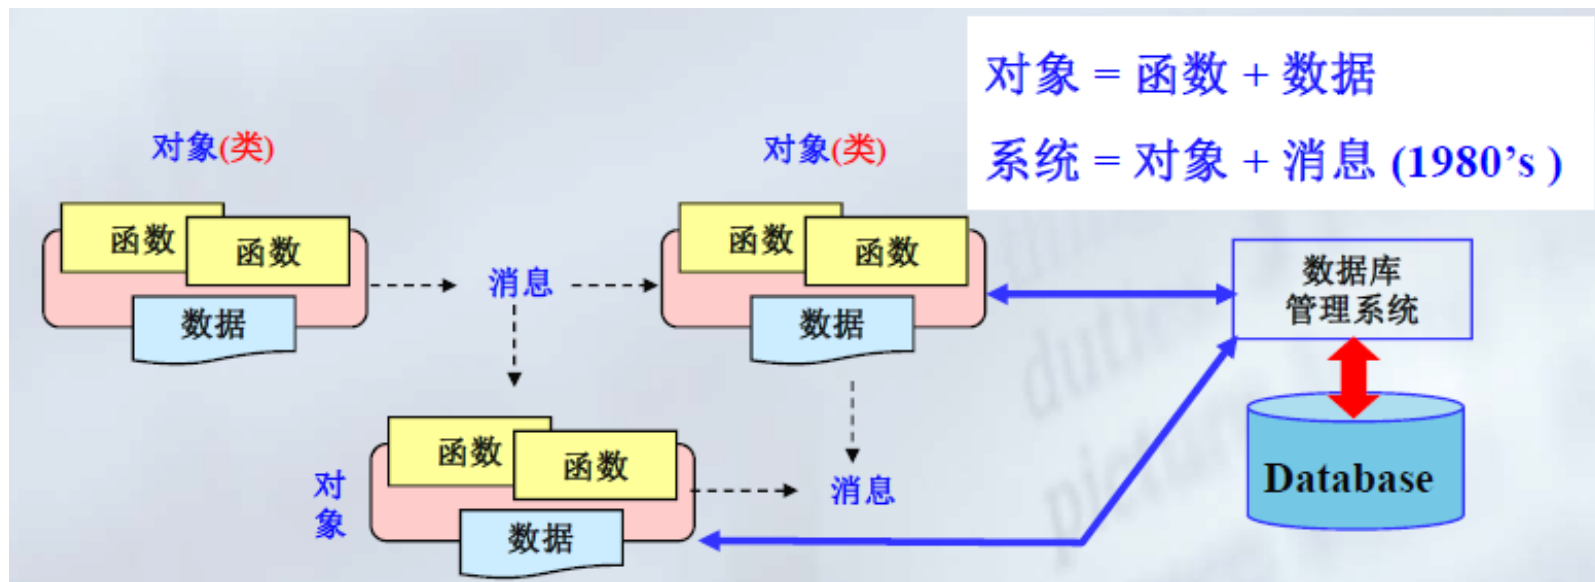 对象 = 函数 + 数据
系统 = 对象 + 消息 (1980’s )
对象(类)
对象(类)
函数
函数
数据
消息
函数
函数
数据
数据库
管理系统
Database
对
象
函数
函数
数据
消息